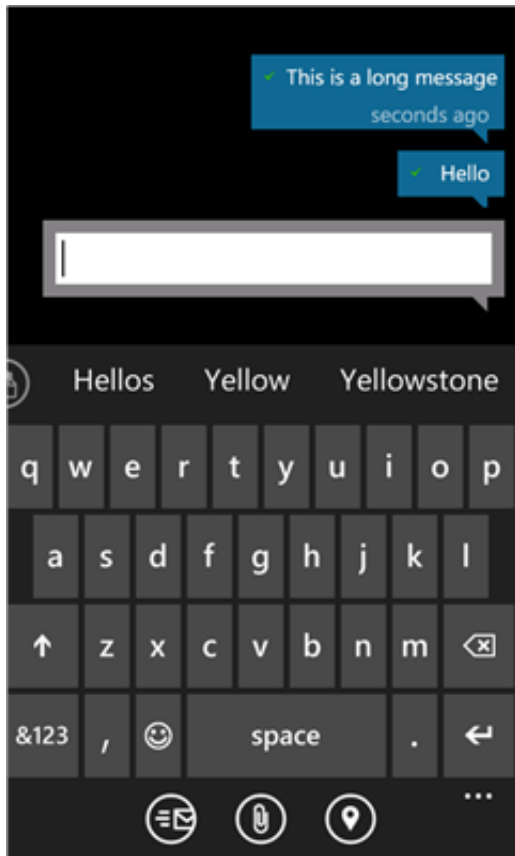 This is a long message
seconds ago
Hello
Hellos Yellow Yellowstone
q w e r t y u i o p
a s d f g h j k l
z x c v b n m
&123 , space .
...